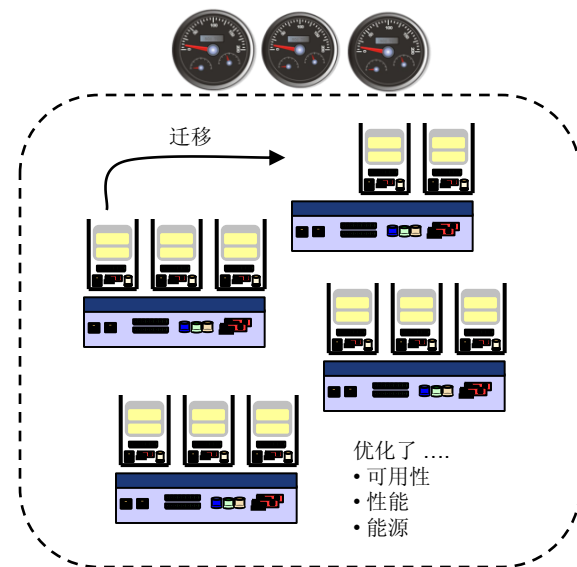 迁移
优化了 ....
• 可用性
• 性能
• 能源